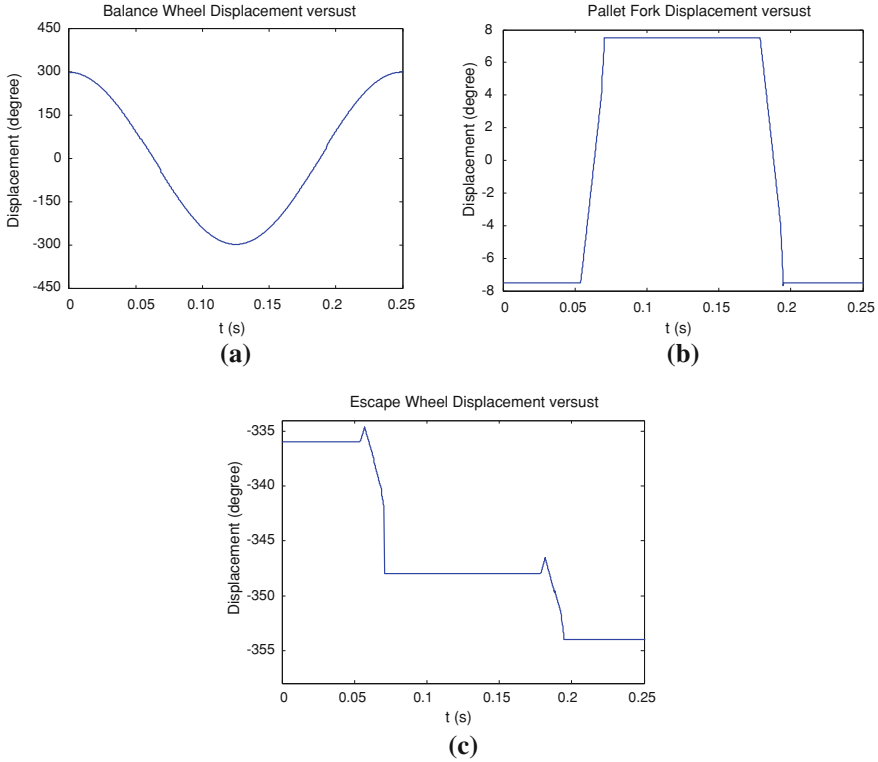 Balance Wheel Displacement versust
450
300
150
0
-150
-300
-450
Displacement (degree)
0 0.05 0.10 0.15 0.2 0.25
t (s)
(a)
Pallet Fork Displacement versust
8
6
4
2
0
-2
-4
-6
-8
Displacement (degree)
0 0.05 0.1 0.15 0.2 0.25
t (s)
(b)
Escape Wheel Displacement versust
-335
-340
-345
-350
-355
Displacement (degree)
0 0.05 0.1 0.15 0.2 0.25
t (s)
(c)